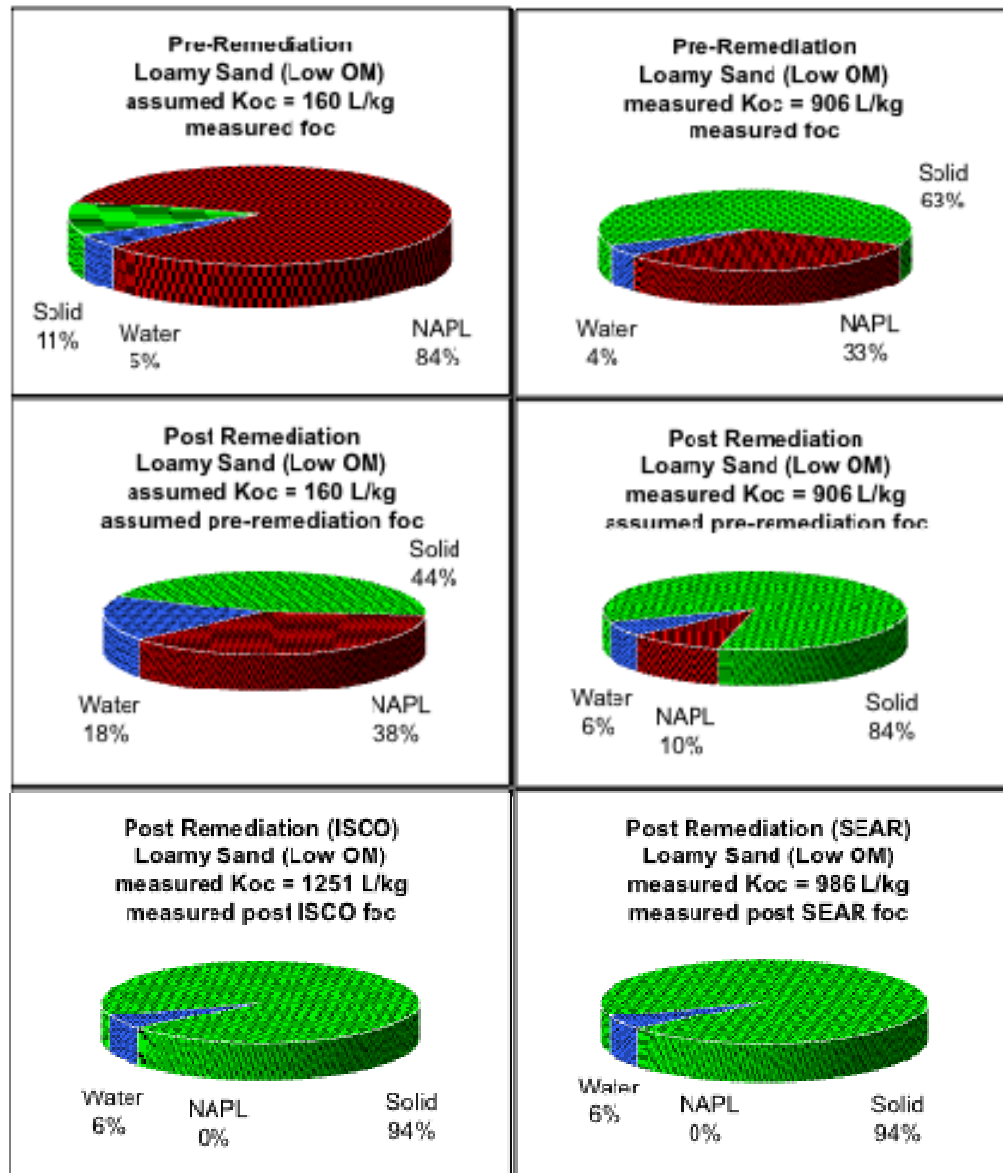 Pre-Remediation
Loamy Sand (Low OM)
assumed Koc = 160 L/kg
measured foc
Solid
11%
Water
5%
NAPL
84%
Pre-Remediation
Loamy Sand (Low OM)
measured Koc = 906 L/kg
measured foc
Solid
63%
Water
4%
NAPL
33%
Post Remediation
Loamy Sand (Low OM)
assumed Koc = 160 L/kg
assumed pre-remediation foc
Solid
44%
Water
18%
NAPL
38%
Post Remediation
Loamy Sand (Low OM)
measured Koc = 906 L/kg
assumed pre-remediation foc
Water
6%
NAPL
10%
Solid
84%
Post Remediation (ISCO)
Loamy Sand (Low OM)
measured Koc = 1251 L/kg
measured post ISCO foc
Water
6%
NAPL
0%
Solid
94%
Post Remediation (SEAR)
Loamy Sand (Low OM)
measured Koc = 986 L/kg
measured post SEAR foc
Water
6%
NAPL
0%
Solid
94%